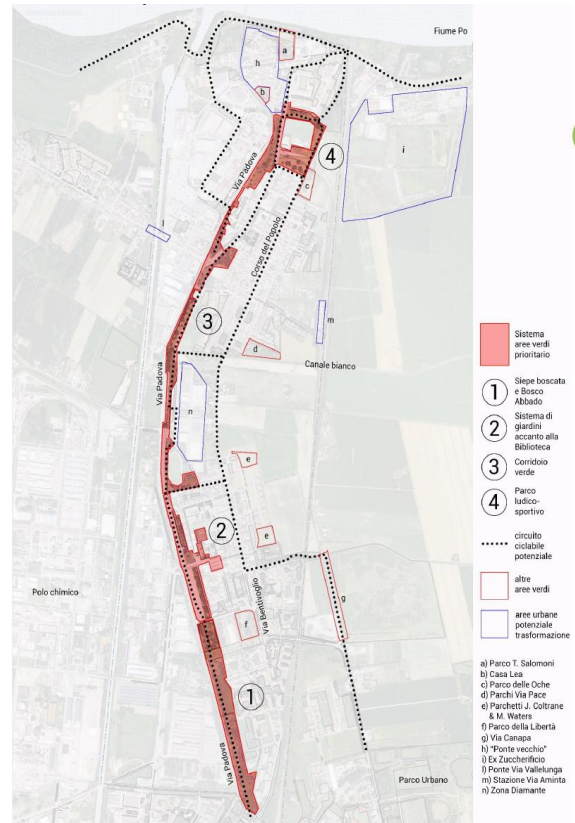 Fiume Po
a
h
b
4
i
c
Via Padova
l
Corso del Popolo
m
3
d
Canale bianco
Via Padova
n
e
2
e
Polo chimico
Via Bentivoglio
g
f
1
Via Padova
Parco Urbano
Sistema
aree verdi
prioritario
1
Siepe boscata
e Bosco
Abbado
2
Sistema di
giardini
accanto alla
Biblioteca
3
Corridoio
verde
4
Parco
ludico-
sportivo
circuito
ciclabile
potenziale
altre
aree verdi
aree urbane
potenziale
trasformazione
a) Parco T. Salomoni
b) Casa Lea
c) Parco delle Oche
d) Parchi Via Pace
e) Parchetti J. Coltrane
& M. Waters
f) Parco della Libertà
g) Via Canapa
h) "Ponte vecchio"
i) Ex Zuccherificio
l) Ponte Via Vallelunga
m) Stazione Via Aminta
n) Zona Diamante